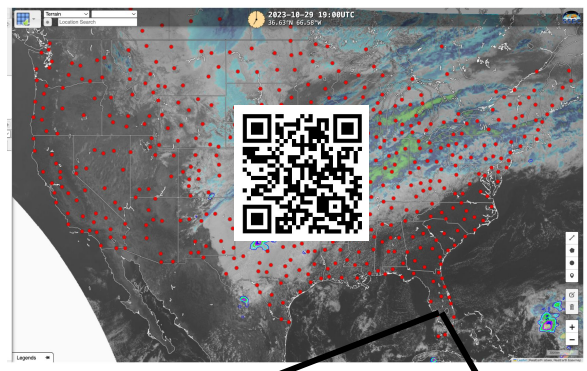 Terrain
2023-10-29 19:00UTC
Location Search
36.63°N 66.58°W
Legends